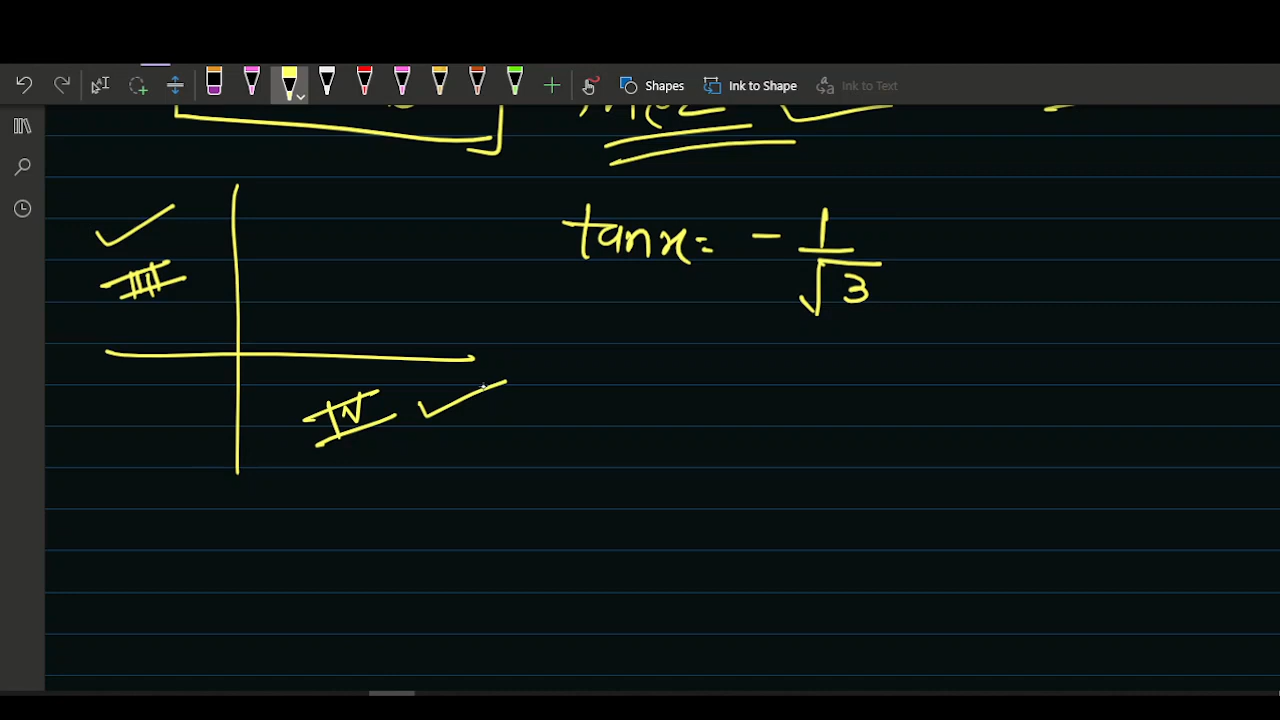 Shapes Ink to Shape Ink to Text
tan x = - 1/√3
III
IV